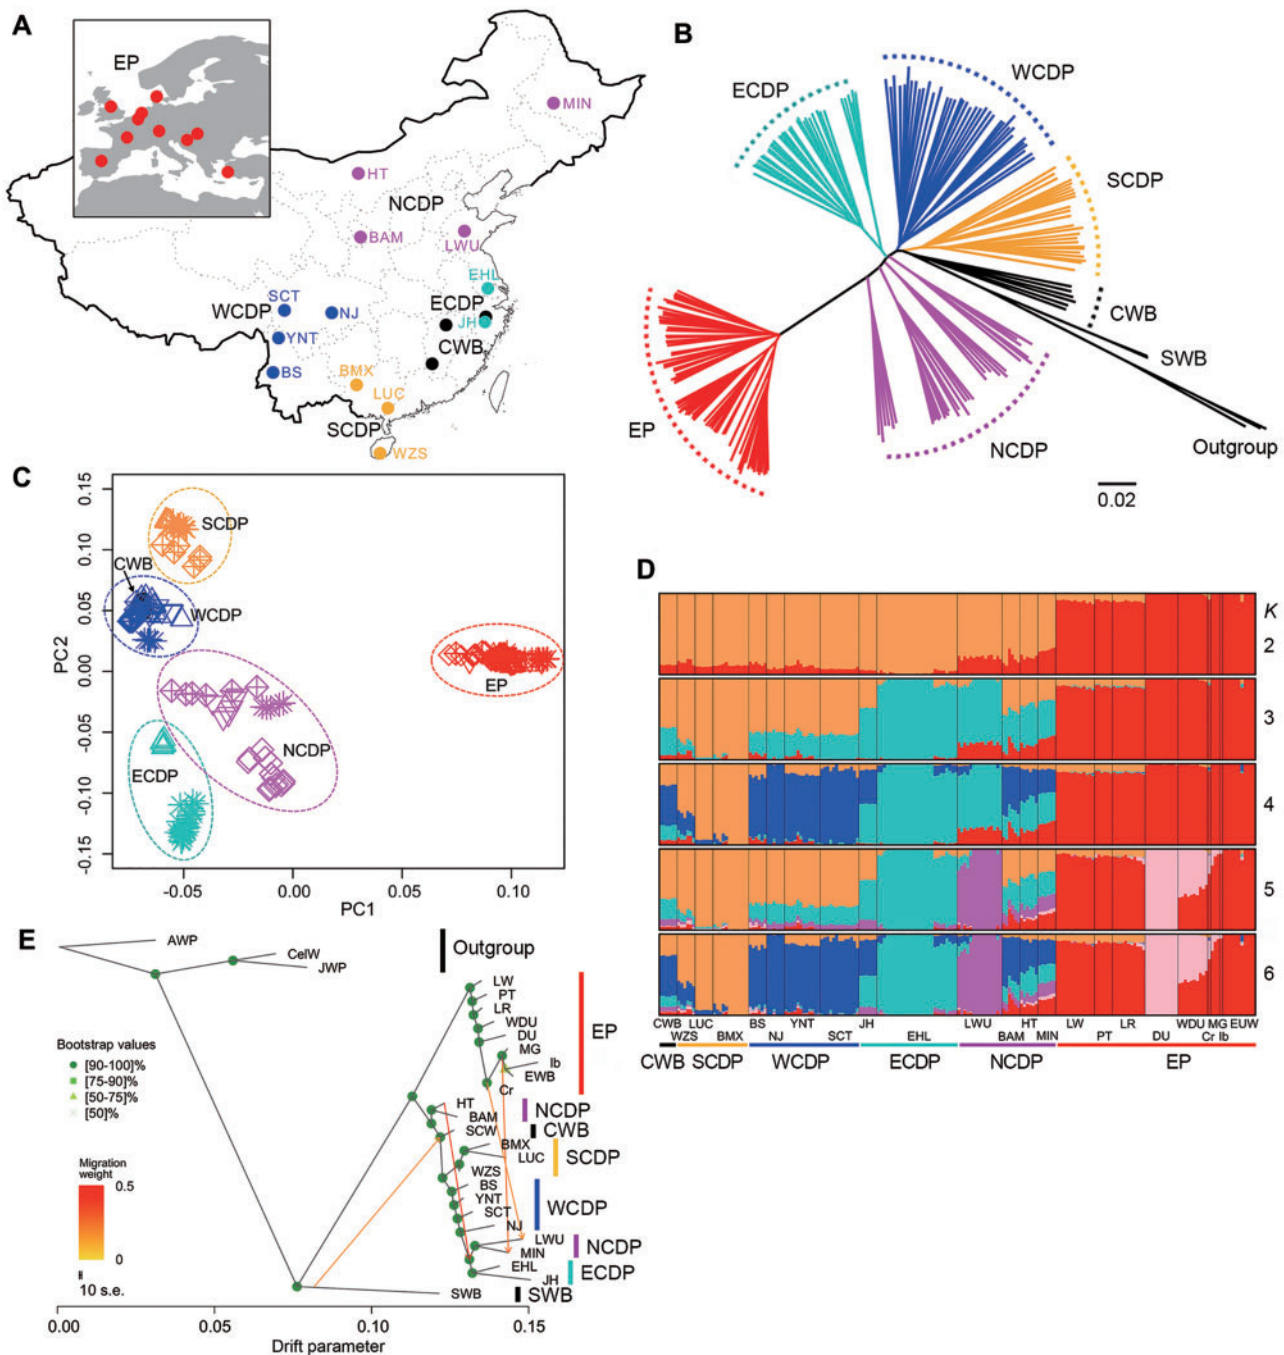 A
EP
MIN
HT
NCDP
BAM
LWU
EHL
SCT
WCDP
NJ
ECDP
JH
YNT
CWB
BS
BMX
LUC
SCDP
WZS
B
ECDP
WCDP
SCDP
CWB
SWB
Outgroup
NCDP
EP
0.02
C
PC2
0.15
0.10
0.05
0.00
-0.05
-0.10
-0.15
SCDP
CWB
WCDP
EP
NCDP
ECDP
-0.05 0.00 0.05 0.10
PC1
D
K
2
3
4
5
6
CWB LUC BS YNT JH LWU HT LW LR WDU MG EUW
WZS BMX NJ SCT EHL BAM MIN PT DU Cr Ib
CWB SCDP WCDP ECDP NCDP EP
E
AWP
CelW
JWP
Outgroup
LW
PT
LR
WDU
DU
MG
Ib
EWB
Cr
EP
HT
BAM
NCDP
SCW
CWB
BMX
LUC
SCDP
WZS
BS
YNT
SCT
NJ
WCDP
LWU
MIN
NCDP
EHL
JH
ECDP
SWB
SWB
Bootstrap values
[90-100]%
[75-90]%
[50-75]%
[50]%
Migration
weight
0.5
0
10 s.e.
0.00 0.05 0.10 0.15
Drift parameter